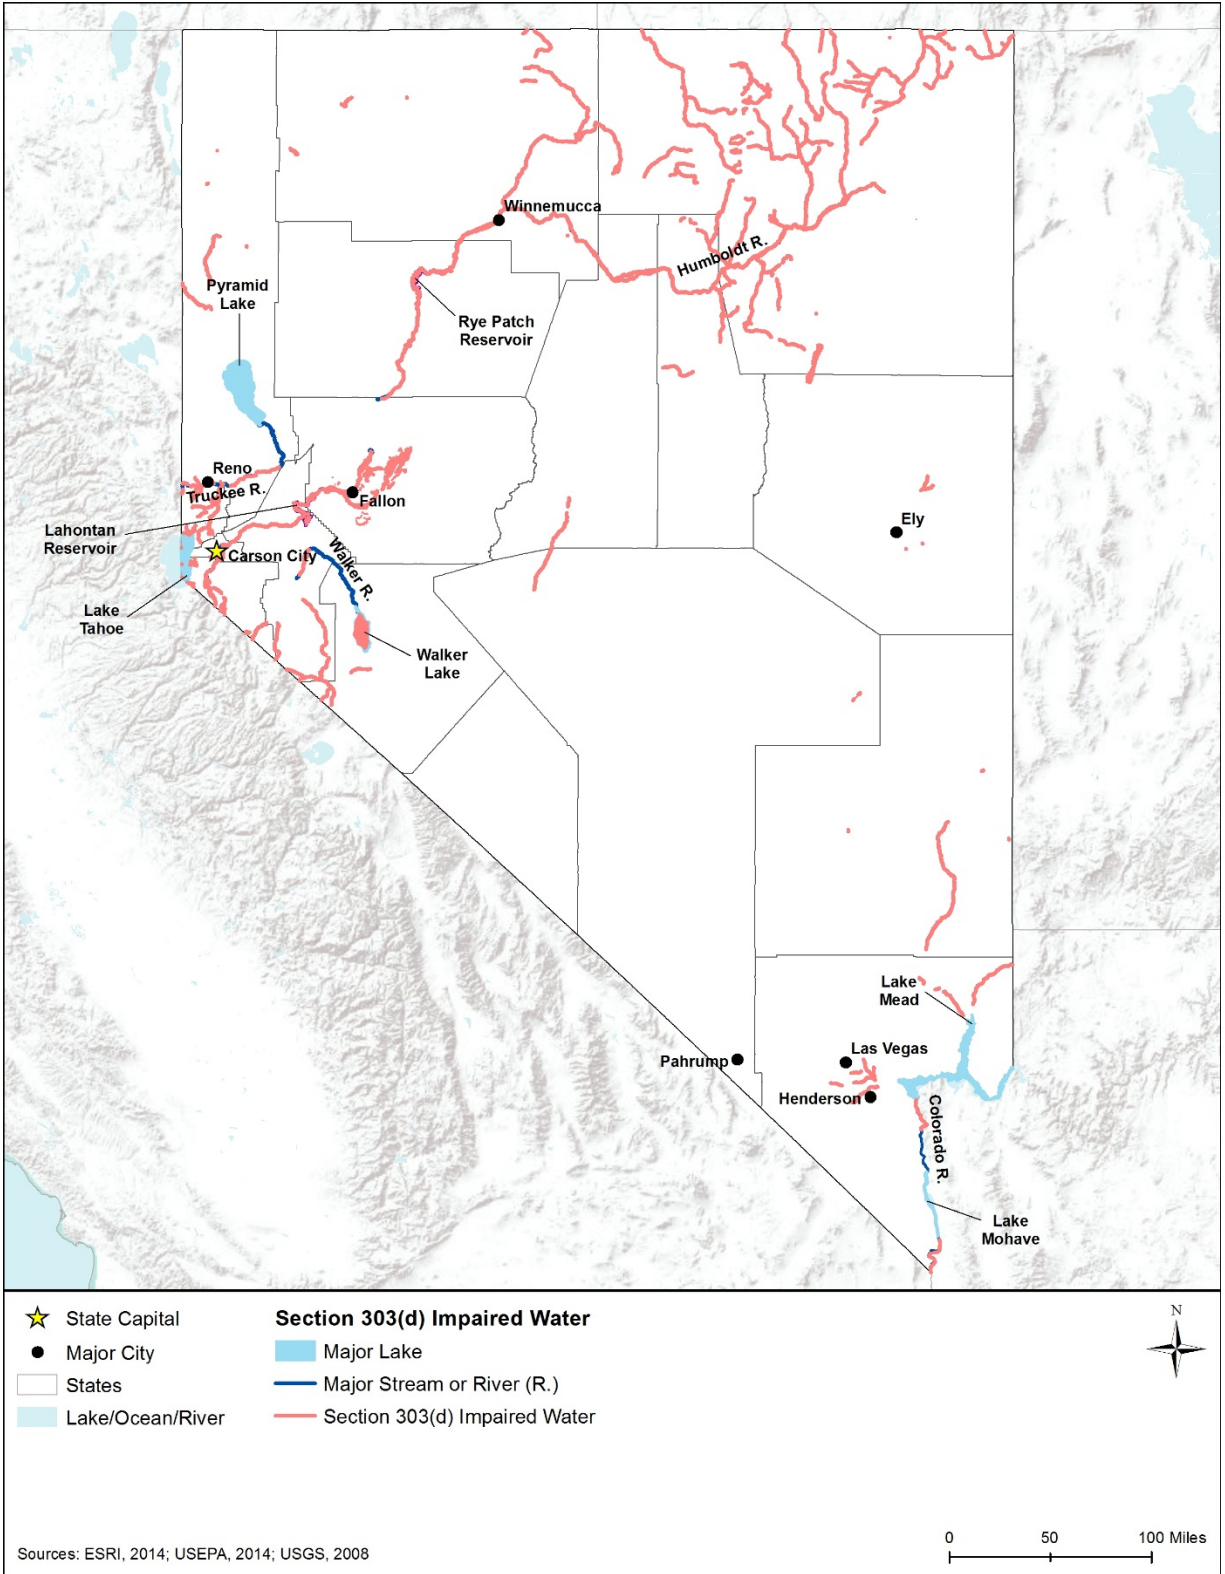 Winnemucca
Humboldt R.
Pyramid
Lake
Rye Patch
Reservoir
Reno
Truckee R.
Fallon
Lahontan
Reservoir
Carson City
Walker R.
Ely
Lake
Tahoe
Walker
Lake
Lake
Mead
Las Vegas
Pahrump
Henderson
Colorado R.
Lake
Mohave
State Capital
Major City
States
Lake/Ocean/River
Section 303(d) Impaired Water
Major Lake
Major Stream or River (R.)
Section 303(d) Impaired Water
N
0 50 100 Miles
Sources: ESRI, 2014; USEPA, 2014; USGS, 2008